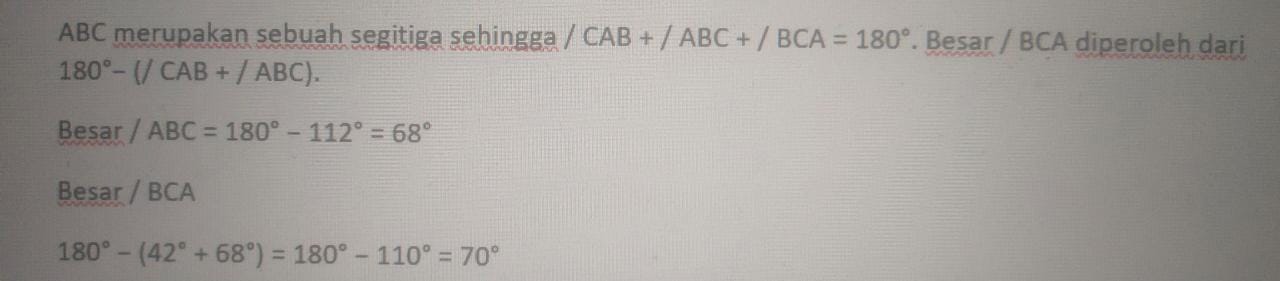 ABC merupakan sebuah segitiga sehingga / CAB + / ABC + / BCA = 180°. Besar / BCA diperoleh dari
180°– (/ CAB + / ABC).
Besar / ABC = 180° – 112° = 68°
Besar / BCA
180° – (42° + 68°) = 180° – 110° = 70°